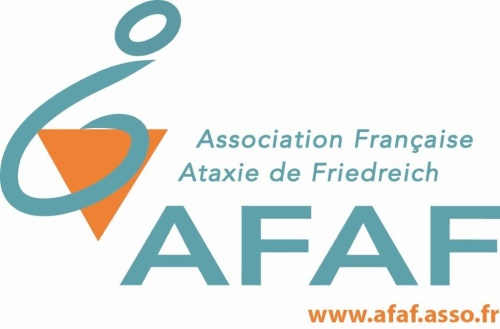 Association Française
Ataxie de Friedreich
AFAF
www.afaf.asso.fr